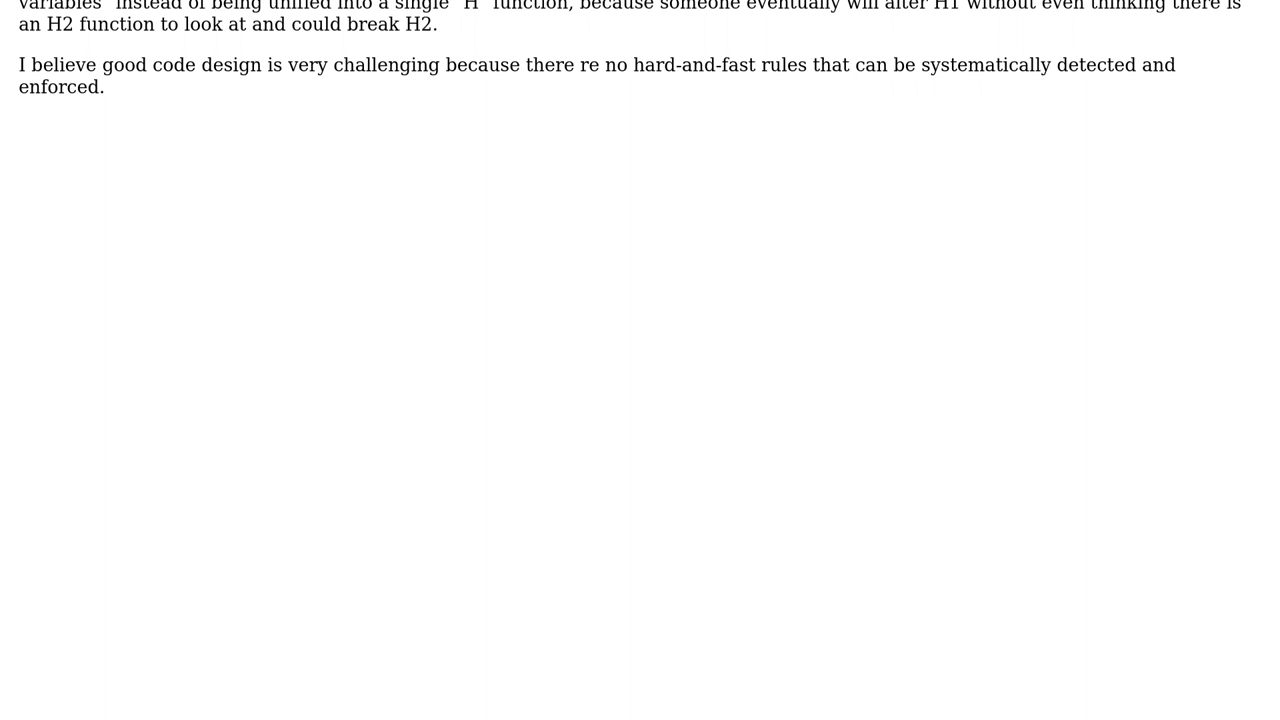 variables" instead of being unified into a single "H" function, because someone eventually will alter H1 without even thinking there is
an H2 function to look at and could break H2.
I believe good code design is very challenging because there re no hard-and-fast rules that can be systematically detected and
enforced.